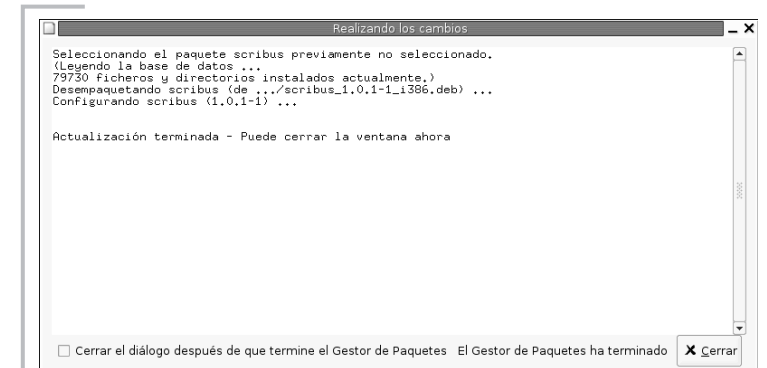 Realizando los cambios
Seleccionando el paquete scribus previamente no seleccionado.
(Leyendo la base de datos ...
79730 ficheros y directorios instalados actualmente.)
Desempaquetando scribus (de .../scribus_1.0.1-1_i386.deb) ...
Configurando scribus (1.0.1-1) ...
Actualización terminada - Puede cerrar la ventana ahora
Cerrar el diálogo después de que termine el Gestor de Paquetes El Gestor de Paquetes ha terminado Cerrar